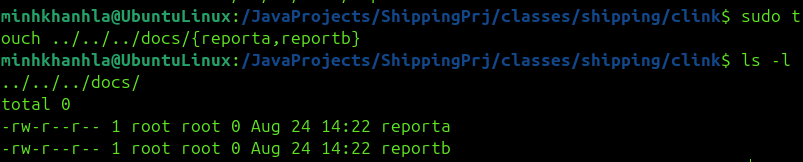 minhkhanhla@UbuntuLinux:/JavaProjects/ShippingPrj/classes/shipping/clink$ sudo t
ouch ../../../docs/{reporta,reportb}
minhkhanhla@UbuntuLinux:/JavaProjects/ShippingPrj/classes/shipping/clink$ ls -l
../../../docs/
total 0
-rw-r--r-- 1 root root 0 Aug 24 14:22 reporta
-rw-r--r-- 1 root root 0 Aug 24 14:22 reportb